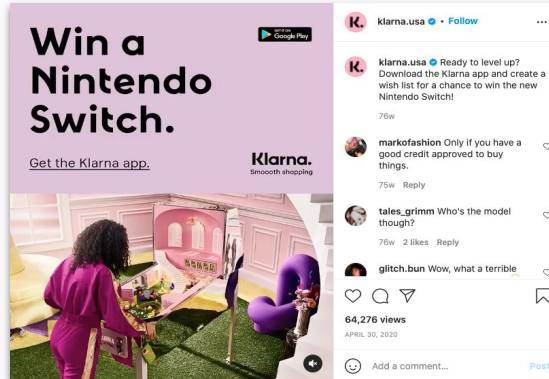 Win a
Nintendo
Switch.
GET IT ON
Google Play
Get the Klarna app.
Klarna.
Smoooth shopping
K.
klarna.usa • Follow
K.
klarna.usa Ready to level up?
Download the Klarna app and create a
wish list for a chance to win the new
Nintendo Switch!
76w
markofashion Only if you have a
good credit approved to buy
things.
75w Reply
tales_grimm Who's the model
though?
76w 2 likes Reply
glitch.bun Wow, what a terrible
64,276 views
APRIL 30, 2020
Add a comment...
Post